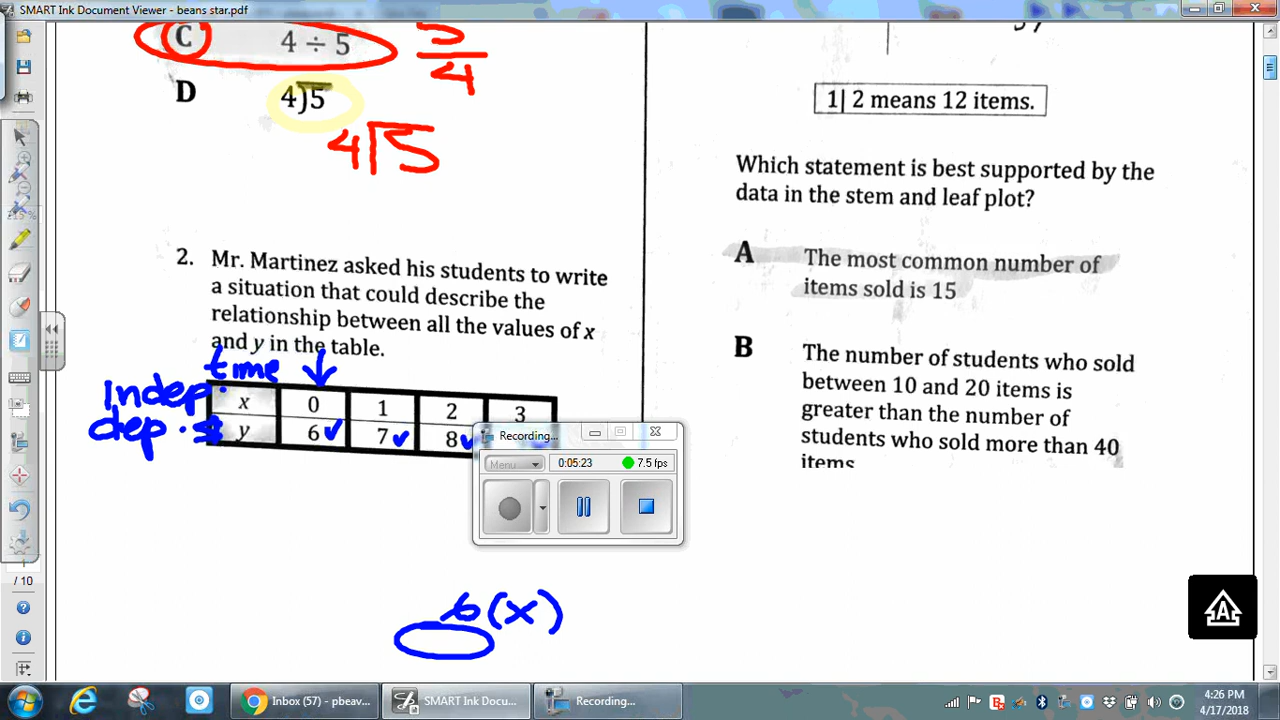 SMART Ink Document Viewer - beans star.pdf
C 4 ÷ 5
5
4
D 4)5
4)5
2. Mr. Martinez asked his students to write
a situation that could describe the
relationship between all the values of x
and y in the table.
time
Indep.
dep. $
x 0 1 2 3
y 6 7 8
6(x)
1| 2 means 12 items.
Which statement is best supported by the
data in the stem and leaf plot?
A The most common number of
items sold is 15
B The number of students who sold
between 10 and 20 items is
greater than the number of
students who sold more than 40
items
Recording...
Menu 0:05:23 7.5 fps
/ 10
Inbox (57) - pbeav...
SMART Ink Docu...
Recording...
4:26 PM
4/17/2018